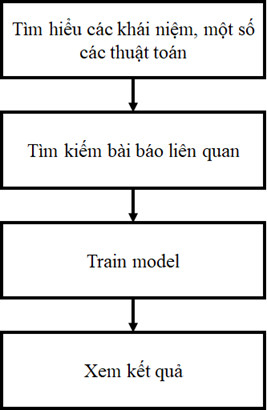 Tìm hiểu các khái niệm, một số
các thuật toán
Tìm kiếm bài báo liên quan
Train model
Xem kết quả